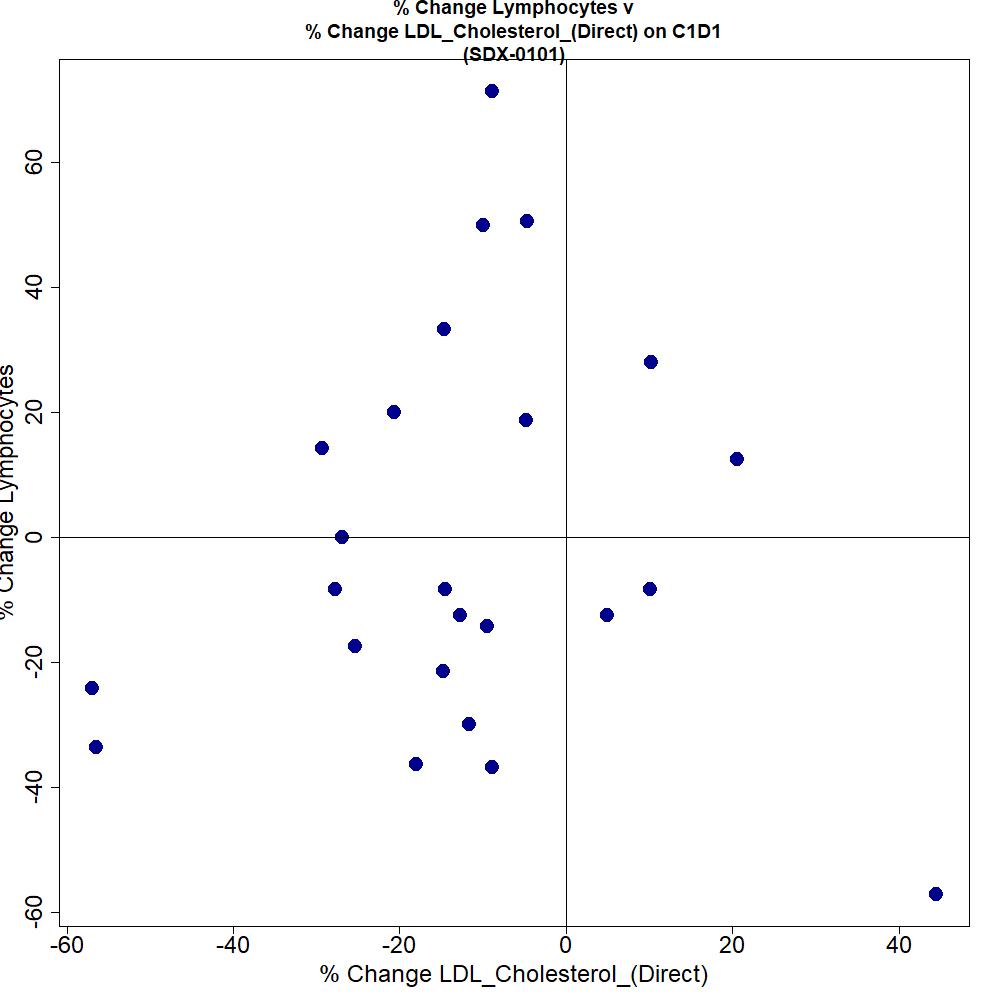 % Change Lymphocytes v
% Change LDL_Cholesterol_(Direct) on C1D1
(SDX-0101)
% Change Lymphocytes
60
40
20
0
-20
-40
-60
-60 -40 -20 0 20 40
% Change LDL_Cholesterol_(Direct)